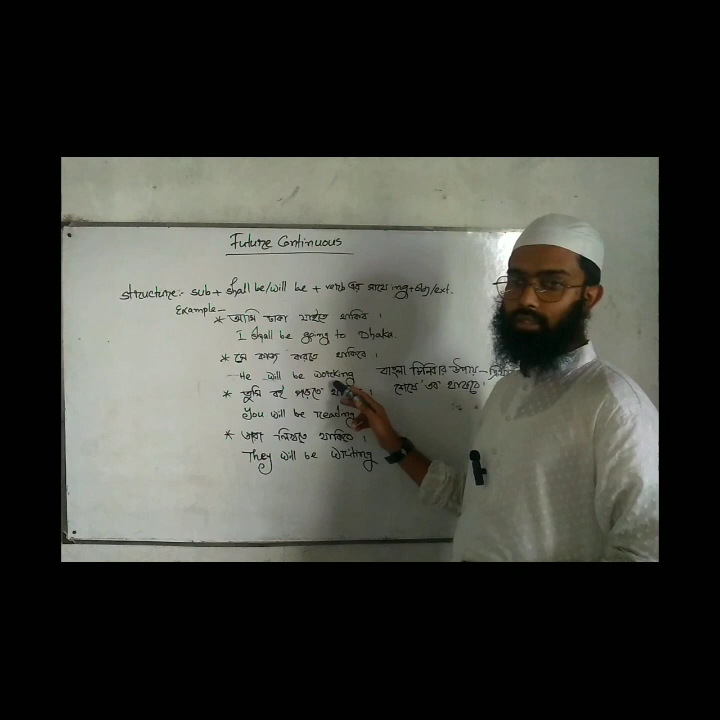 Future Continuous
structure:- sub + shall be/will be + verb এর সাথে ing + obj/ext.
Example-
* আমি ঢাকা যাইতে থাকিব ।
I shall be going to Dhaka.
* সে কাজ করতে থাকিবে ।
He will be working
বাংলা চিনিবার উপায় -
শেষে
থাকবে ।
* তুমি বই পড়তে
You will be reading
* তারা লিখতে থাকিবে ।
They will be writing